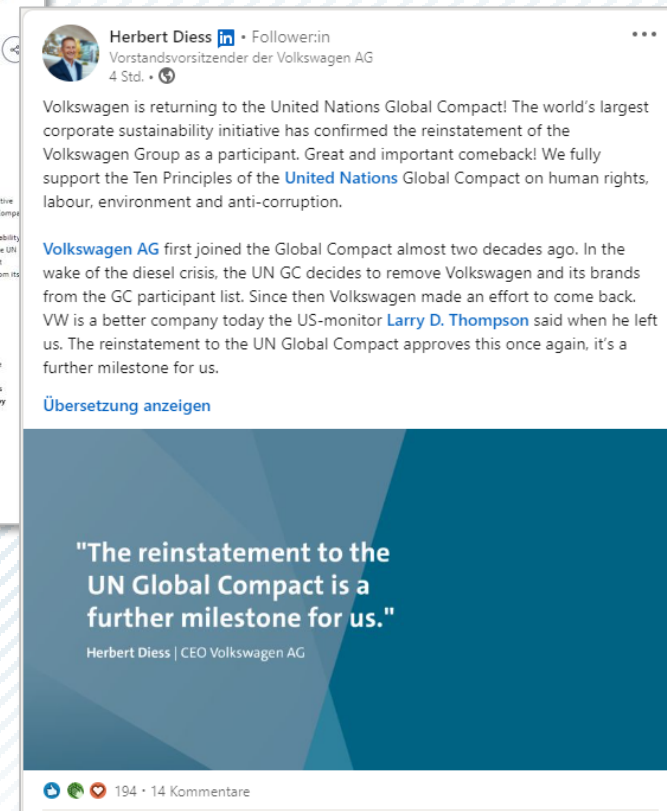 Herbert Diess in • Follower:in
Vorstandsvorsitzender der Volkswagen AG
4 Std. •
Volkswagen is returning to the United Nations Global Compact! The world's largest
corporate sustainability initiative has confirmed the reinstatement of the
Volkswagen Group as a participant. Great and important comeback! We fully
support the Ten Principles of the United Nations Global Compact on human rights,
labour, environment and anti-corruption.
Volkswagen AG first joined the Global Compact almost two decades ago. In the
wake of the diesel crisis, the UN GC decides to remove Volkswagen and its brands
from the GC participant list. Since then Volkswagen made an effort to come back.
VW is a better company today the US-monitor Larry D. Thompson said when he left
us. The reinstatement to the UN Global Compact approves this once again, it's a
further milestone for us.
Übersetzung anzeigen
"The reinstatement to the
UN Global Compact is a
further milestone for us."
Herbert Diess | CEO Volkswagen AG
194 • 14 Kommentare